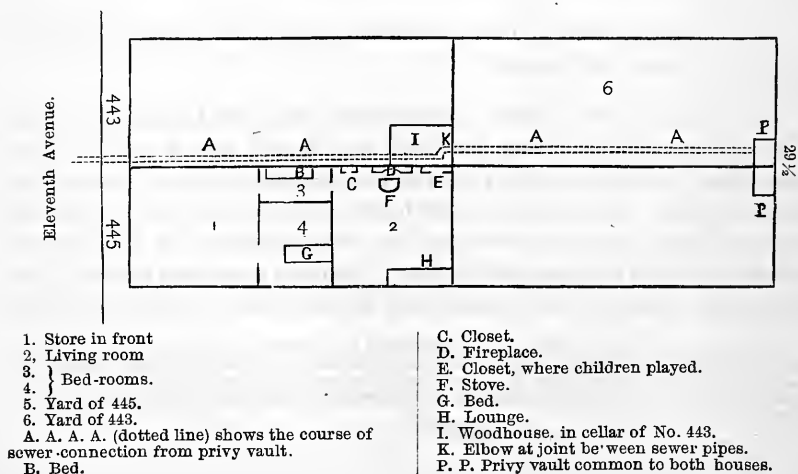 Eleventh Avenue.
443
445
A A I K A A
6
P
29½
P
B C D E
3 F
1 4 2
G
H
1. Store in front
2, Living room
3. } Bed-rooms.
4.
5. Yard of 445.
6. Yard of 443.
A. A. A. A. (dotted line) shows the course of
sewer-connection from privy vault.
B. Bed.
C. Closet.
D. Fireplace.
E. Closet, where children played.
F. Stove.
G. Bed.
H. Lounge.
I. Woodhouse. in cellar of No. 443.
K. Elbow at joint be'ween sewer pipes.
P. P. Privy vault common to both houses.